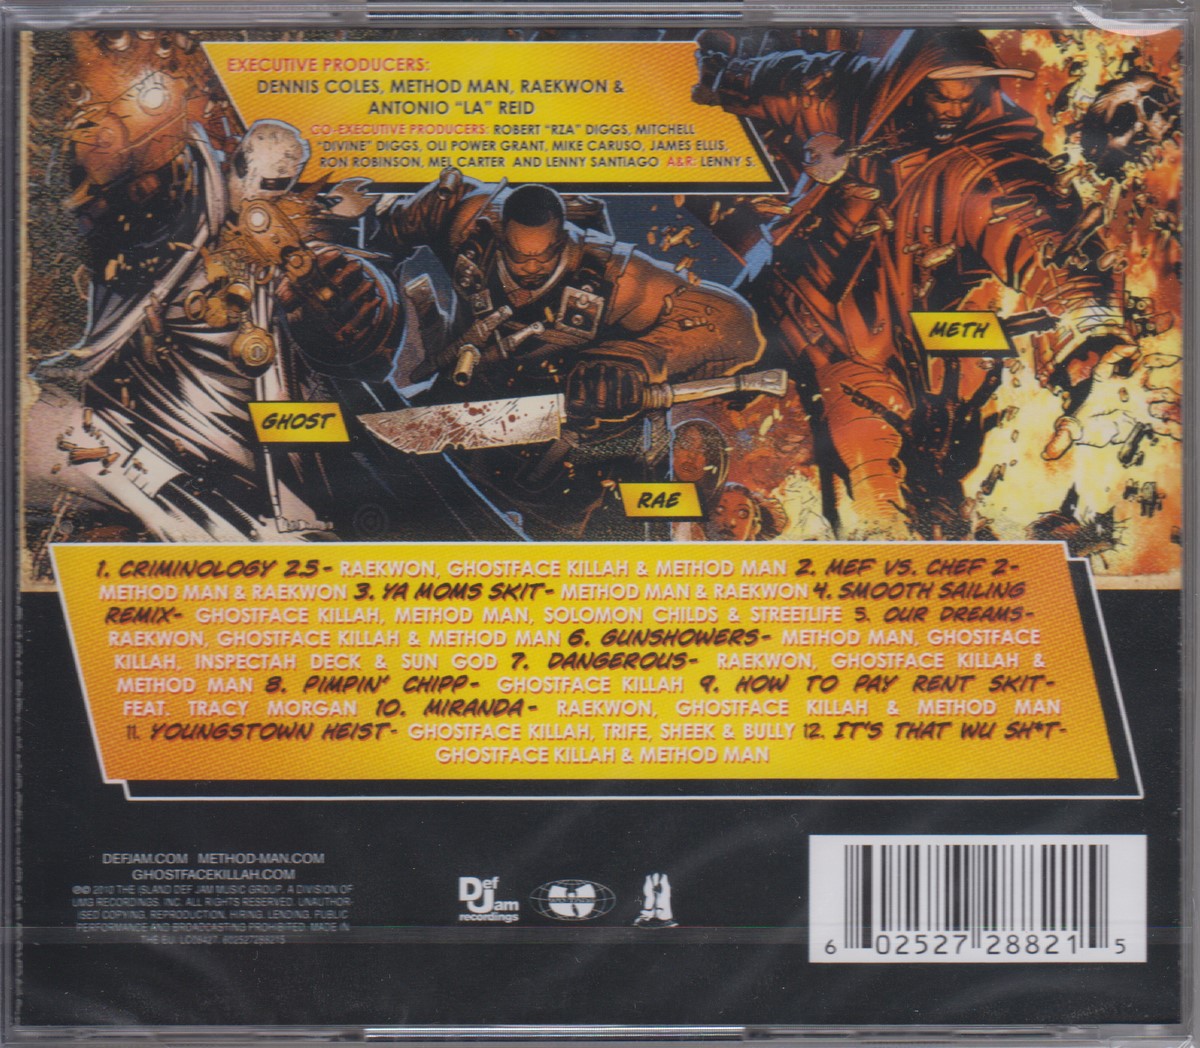 EXECUTIVE PRODUCERS:
DENNIS COLES, METHOD MAN, RAEKWON &
ANTONIO "LA" REID
CO-EXECUTIVE PRODUCERS: ROBERT "RZA" DIGGS, MITCHELL
"DIVINE" DIGGS, OLI POWER GRANT, MIKE CARUSO, JAMES ELLIS,
RON ROBINSON, MEL CARTER AND LENNY SANTIAGO A&R: LENNY S.
METH
GHOST
RAE
1. CRIMINOLOGY 2.5- RAEKWON, GHOSTFACE KILLAH & METHOD MAN 2. MEF VS. CHEF 2-
METHOD MAN & RAEKWON 3. YA MOMS SKIT- METHOD MAN & RAEKWON 4. SMOOTH SAILING
REMIX- GHOSTFACE KILLAH, METHOD MAN, SOLOMON CHILDS & STREETLIFE 5. OUR DREAMS-
RAEKWON, GHOSTFACE KILLAH & METHOD MAN 6. GUNSHOWERS- METHOD MAN, GHOSTFACE
KILLAH, INSPECTAH DECK & SUN GOD 7. DANGEROUS- RAEKWON, GHOSTFACE KILLAH &
METHOD MAN 8. PIMPIN' CHIPP- GHOSTFACE KILLAH 9. HOW TO PAY RENT SKIT-
FEAT. TRACY MORGAN 10. MIRANDA- RAEKWON, GHOSTFACE KILLAH & METHOD MAN
11. YOUNGSTOWN HEIST- GHOSTFACE KILLAH, TRIFE, SHEEK & BULLY 12. IT'S THAT WU SH*T-
GHOSTFACE KILLAH & METHOD MAN
DEFJAM.COM METHOD-MAN.COM
GHOSTFACEKILLAH.COM
℗© 2010 THE ISLAND DEF JAM MUSIC GROUP, A DIVISION OF
UMG RECORDINGS, INC. ALL RIGHTS RESERVED. UNAUTHOR-
ISED COPYING, REPRODUCTION, HIRING, LENDING, PUBLIC
PERFORMANCE AND BROADCASTING PROHIBITED. MADE IN
THE EU. LC06427. 602527288215
Def
Jam
recordings
WU-TANG
6 02527 28821 5